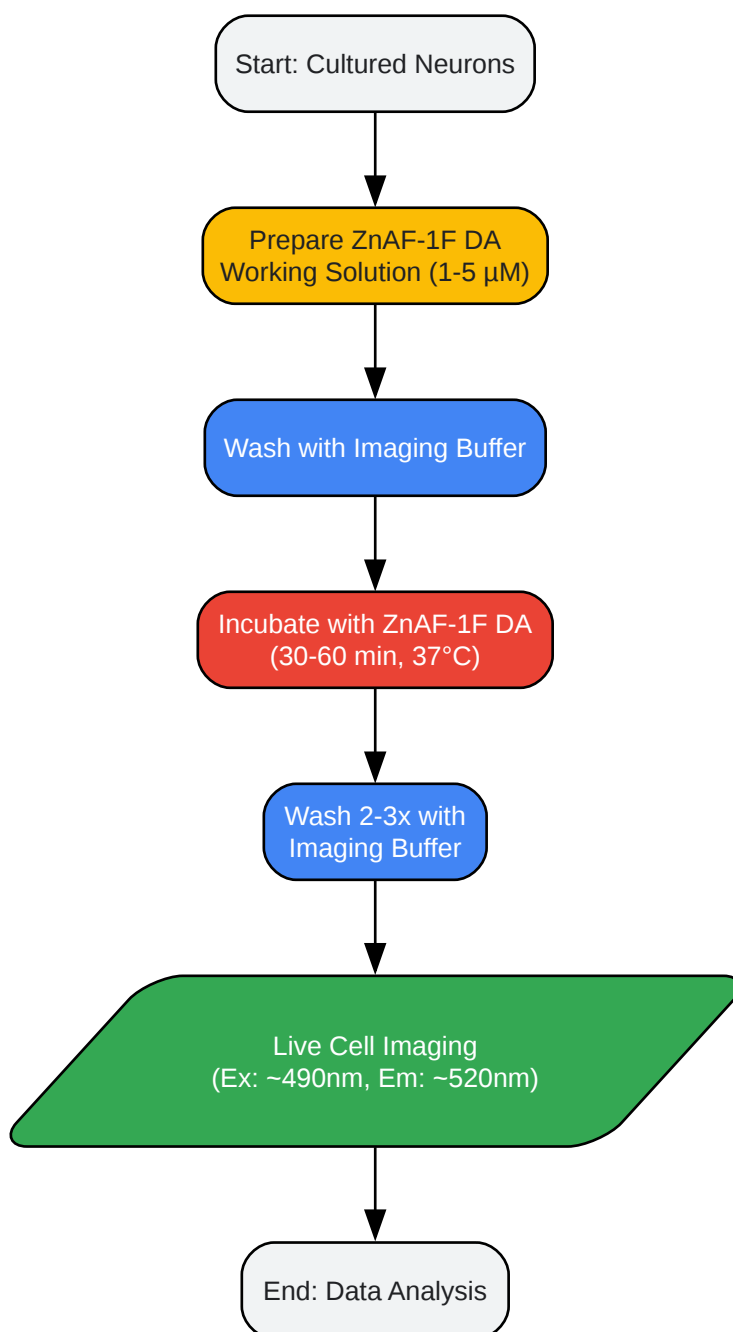 Start: Cultured Neurons
Prepare ZnAF-1F DA
Working Solution (1-5 µM)
Wash with Imaging Buffer
Incubate with ZnAF-1F DA
(30-60 min, 37°C)
Wash 2-3x with
Imaging Buffer
Live Cell Imaging
(Ex: ~490nm, Em: ~520nm)
End: Data Analysis